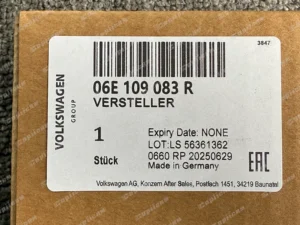 3847
VOLKSWAGEN
GROUP
06E 109 083 R
VERSTELLER
1
Stück
Expiry Date: NONE
LOT:LS 56361362
0660 RP 20250629
Made in Germany
EAC
Volkswagen AG, Konzern After Sales, Postfach 1451, 34219 Baunatal